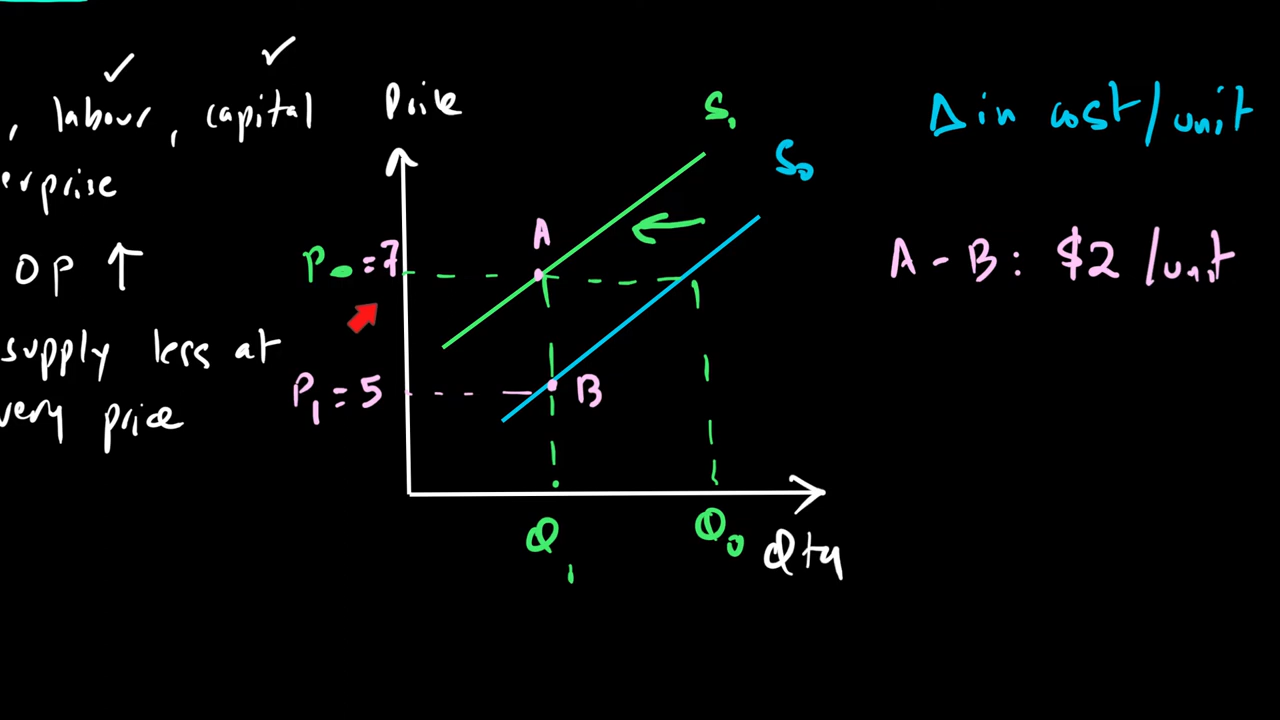 , labour, capital
erprise
OP ↑
supply less at
very price
Price
S1
S0
A
P = 7
P1 = 5
B
Q1
Q0
Qty
Δ in cost/unit
A - B: $2 /unit